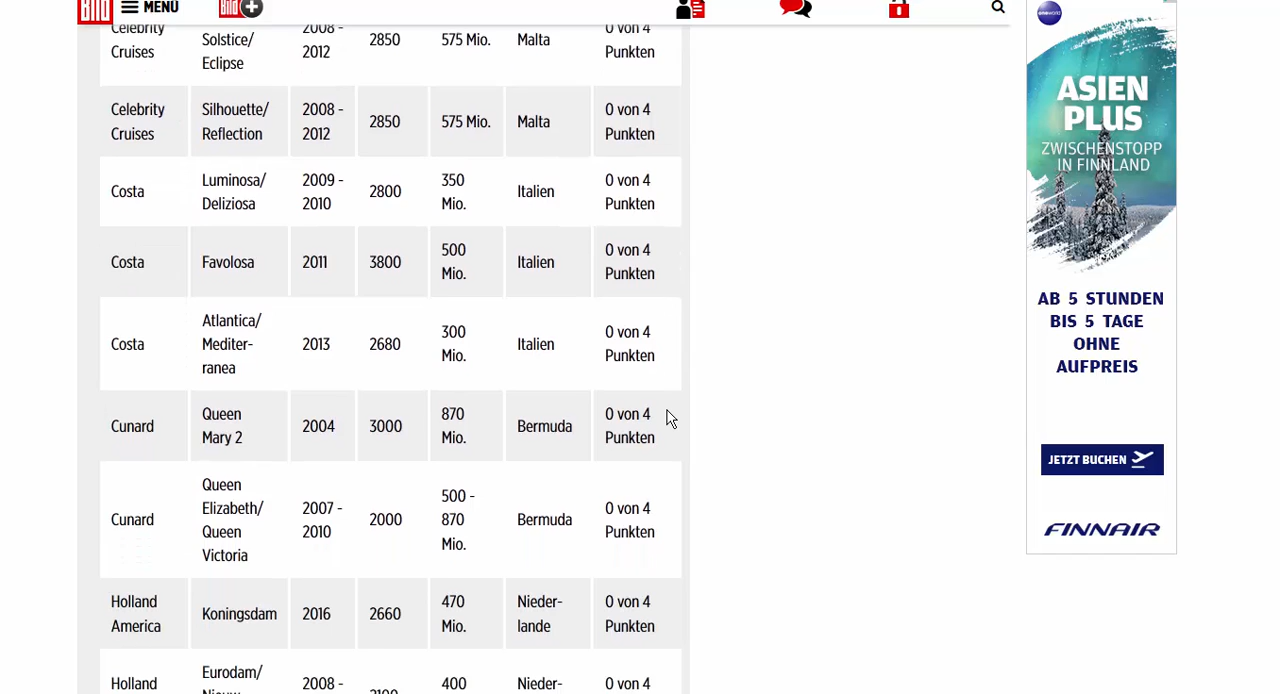 BILD MENÜ BILD
Celebrity Cruises Solstice/ Eclipse 2008 - 2012 2850 575 Mio. Malta 0 von 4 Punkten
Celebrity Cruises Silhouette/ Reflection 2008 - 2012 2850 575 Mio. Malta 0 von 4 Punkten
Costa Luminosa/ Deliziosa 2009 - 2010 2800 350 Mio. Italien 0 von 4 Punkten
Costa Favolosa 2011 3800 500 Mio. Italien 0 von 4 Punkten
Costa Atlantica/ Mediter- ranea 2013 2680 300 Mio. Italien 0 von 4 Punkten
Cunard Queen Mary 2 2004 3000 870 Mio. Bermuda 0 von 4 Punkten
Cunard Queen Elizabeth/ Queen Victoria 2007 - 2010 2000 500 - 870 Mio. Bermuda 0 von 4 Punkten
Holland America Koningsdam 2016 2660 470 Mio. Nieder- lande 0 von 4 Punkten
Holland Eurodam/ 2008 - 400 Nieder- 0 von 4
oneworld
ASIEN
PLUS
ZWISCHENSTOPP
IN FINNLAND
AB 5 STUNDEN
BIS 5 TAGE
OHNE
AUFPREIS
JETZT BUCHEN
FINNAIR